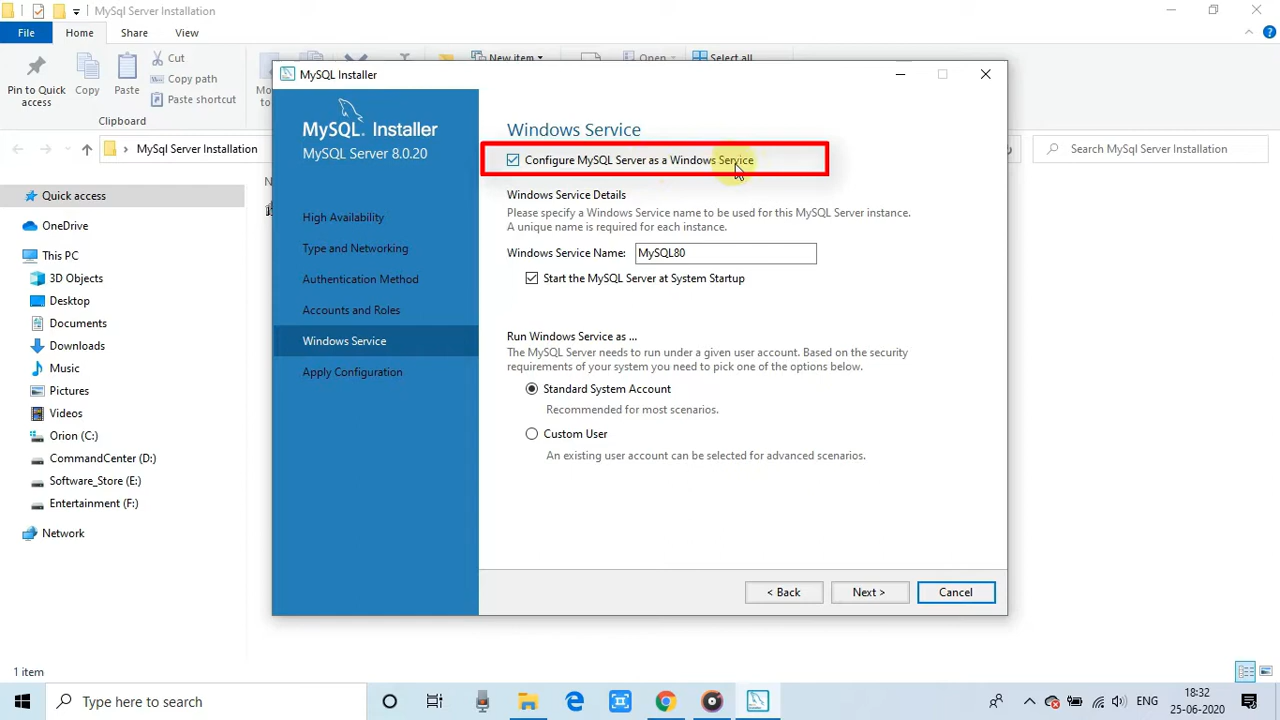 MySQL Server Installation
File
Home
Share
View
Pin to Quick
access
Copy
Paste
Cut
Copy path
Paste shortcut
Clipboard
New item
Open
Select all
MySql Server Installation
Search MySql Server Installation
Quick access
OneDrive
This PC
3D Objects
Desktop
Documents
Downloads
Music
Pictures
Videos
Orion (C:)
CommandCenter (D:)
Software_Store (E:)
Entertainment (F:)
Network
1 item
MySQL Installer
MySQL. Installer
MySQL Server 8.0.20
High Availability
Type and Networking
Authentication Method
Accounts and Roles
Windows Service
Apply Configuration
Windows Service
Configure MySQL Server as a Windows Service
Windows Service Details
Please specify a Windows Service name to be used for this MySQL Server instance.
A unique name is required for each instance.
Windows Service Name: MySQL80
Start the MySQL Server at System Startup
Run Windows Service as ...
The MySQL Server needs to run under a given user account. Based on the security
requirements of your system you need to pick one of the options below.
Standard System Account
Recommended for most scenarios.
Custom User
An existing user account can be selected for advanced scenarios.
< Back
Next >
Cancel
Type here to search
ENG
18:32
25-06-2020